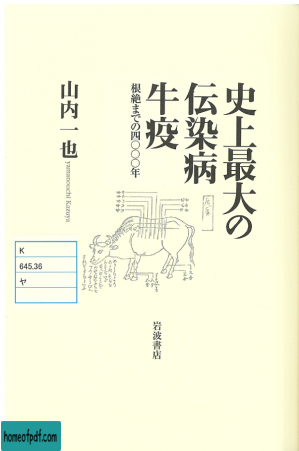 史上最大の
伝染病
牛疫
根絶までの四〇〇〇年
山内一也
yamanouchi Kazuya
K
645.36
ヤ
岩波書店
homeofpdf.com